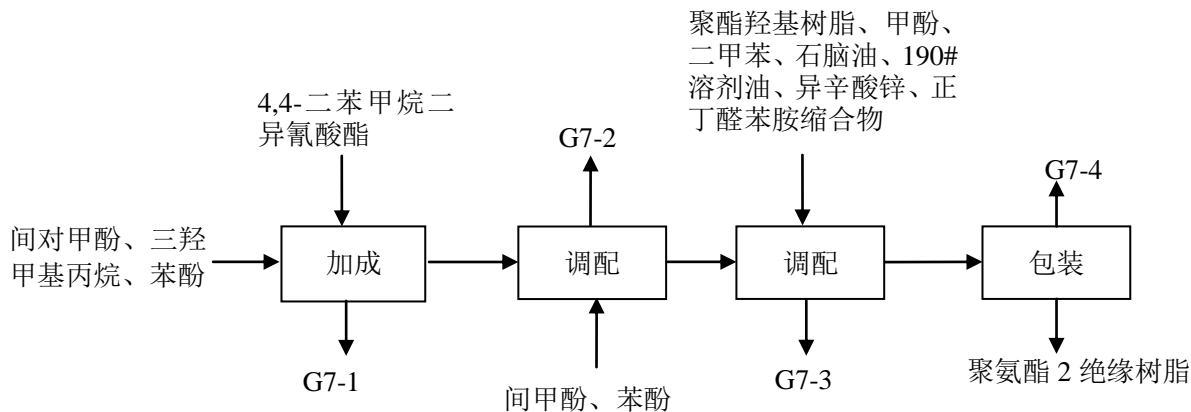 聚酯羟基树脂、甲酚、
二甲苯、石脑油、190#
溶剂油、异辛酸锌、正
丁醛苯胺缩合物
4,4-二苯甲烷二
异氰酸酯
G7-2
G7-4
间对甲酚、三羟
甲基丙烷、苯酚
加成
调配
调配
包装
G7-1
间甲酚、苯酚
G7-3
聚氨酯 2 绝缘树脂